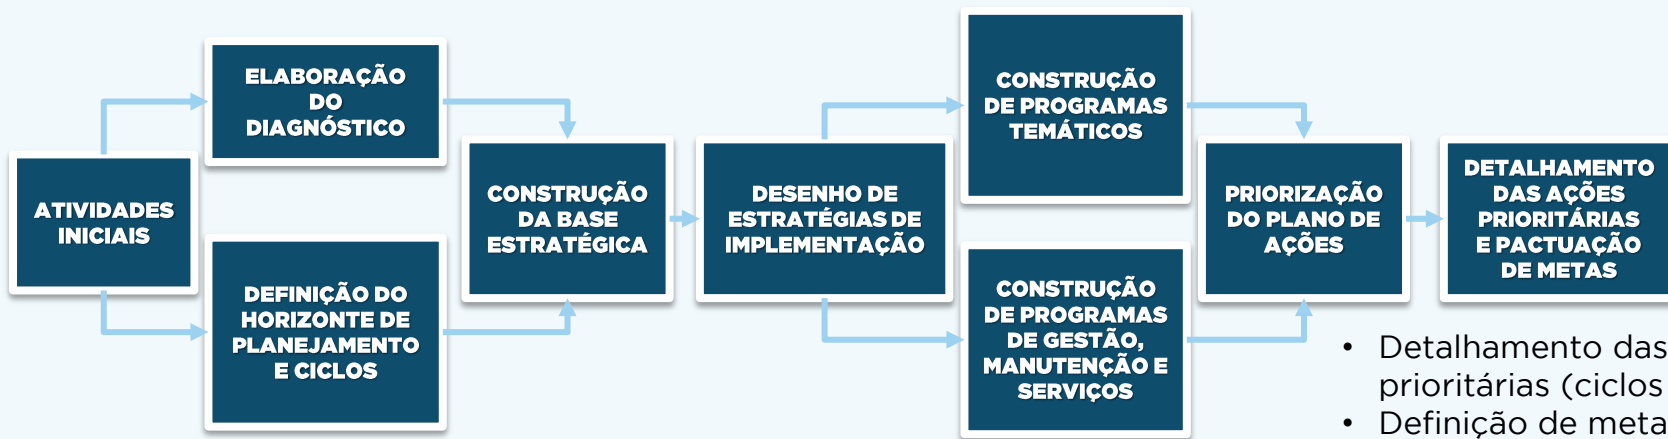 ATIVIDADES
INICIAIS
ELABORAÇÃO
DO
DIAGNÓSTICO
DEFINIÇÃO DO
HORIZONTE DE
PLANEJAMENTO
E CICLOS
CONSTRUÇÃO
DA BASE
ESTRATÉGICA
DESENHO DE
ESTRATÉGIAS DE
IMPLEMENTAÇÃO
CONSTRUÇÃO
DE PROGRAMAS
TEMÁTICOS
CONSTRUÇÃO
DE PROGRAMAS
DE GESTÃO,
MANUTENÇÃO E
SERVIÇOS
PRIORIZAÇÃO
DO PLANO DE
AÇÕES
DETALHAMENTO
DAS AÇÕES
PRIORITÁRIAS
E PACTUAÇÃO
DE METAS
• Detalhamento das
prioritárias (ciclos
• Definição de meta